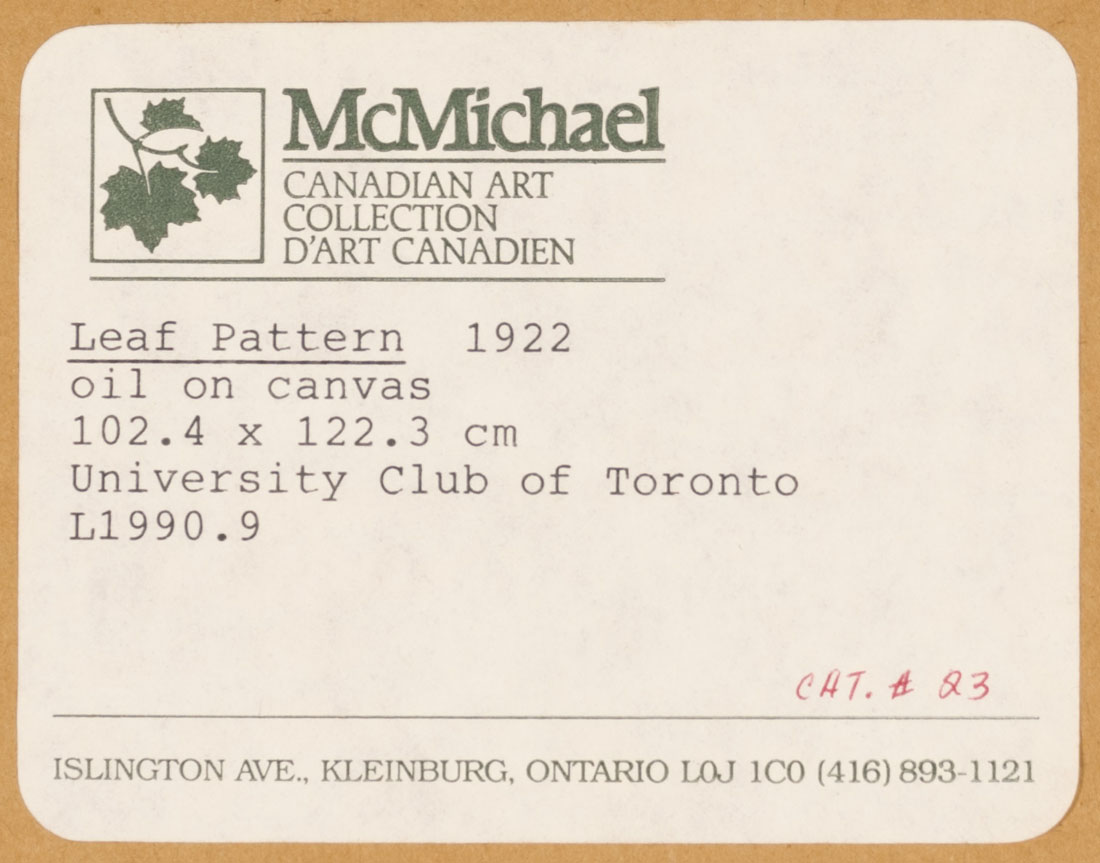 McMichael
CANADIAN ART
COLLECTION
D'ART CANADIEN
Leaf Pattern 1922
oil on canvas
102.4 x 122.3 cm
University Club of Toronto
L1990.9
CAT. # 23
ISLINGTON AVE., KLEINBURG, ONTARIO L0J 1C0 (416) 893-1121